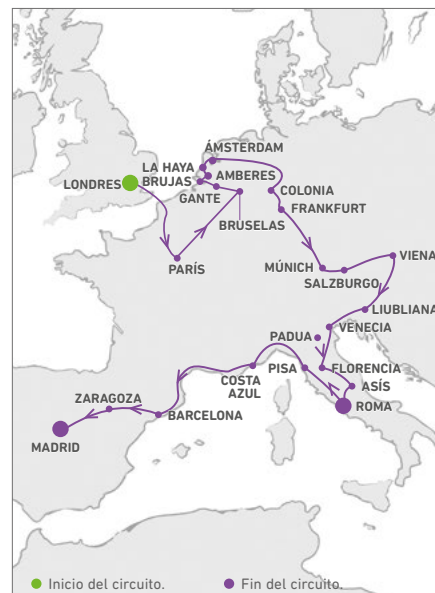 ÁMSTERDAM
LA HAYA
AMBERES
BRUJAS
LONDRES
COLONIA
GANTE
FRANKFURT
BRUSELAS
PARÍS
VIENA
MÚNICH
SALZBURGO
LIUBLIANA
VENECIA
PADUA
PISA
FLORENCIA
COSTA
AZUL
ASÍS
ZARAGOZA
ROMA
BARCELONA
MADRID
Inicio del circuito.
Fin del circuito.